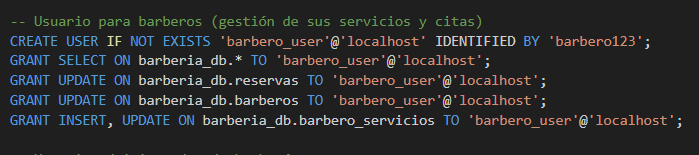 -- Usuario para barberos (gestión de sus servicios y citas)
CREATE USER IF NOT EXISTS 'barbero_user'@'localhost' IDENTIFIED BY 'barbero123';
GRANT SELECT ON barberia_db.* TO 'barbero_user'@'localhost';
GRANT UPDATE ON barberia_db.reservas TO 'barbero_user'@'localhost';
GRANT UPDATE ON barberia_db.barberos TO 'barbero_user'@'localhost';
GRANT INSERT, UPDATE ON barberia_db.barbero_servicios TO 'barbero_user'@'localhost';